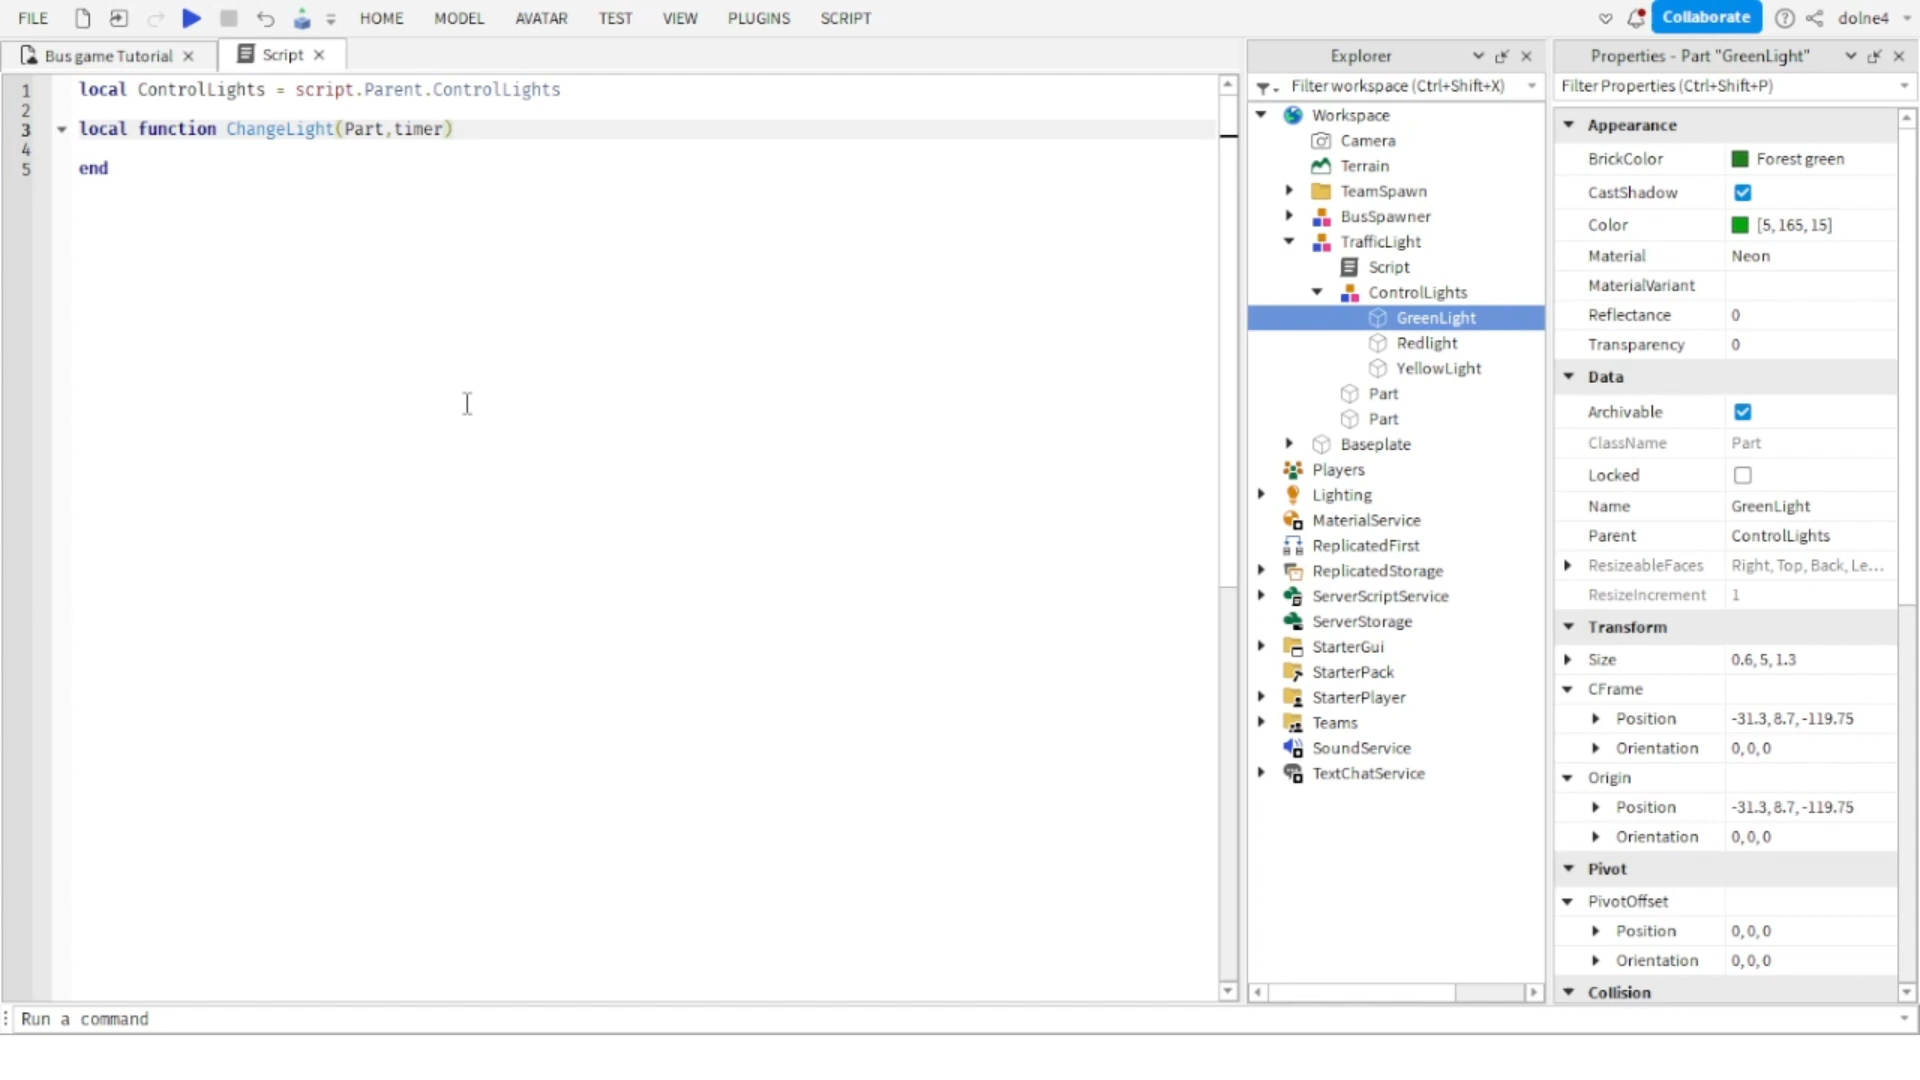 FILE HOME MODEL AVATAR TEST VIEW PLUGINS SCRIPT Collaborate dolne4
Bus game Tutorial Script
1 local ControlLights = script.Parent.ControlLights
2
3 local function ChangeLight(Part,timer)
4
5 end
Run a command
Explorer
Filter workspace (Ctrl+Shift+X)
Workspace
Camera
Terrain
TeamSpawn
BusSpawner
TrafficLight
Script
ControlLights
GreenLight
Redlight
YellowLight
Part
Part
Baseplate
Players
Lighting
MaterialService
ReplicatedFirst
ReplicatedStorage
ServerScriptService
ServerStorage
StarterGui
StarterPack
StarterPlayer
Teams
SoundService
TextChatService
Properties - Part "GreenLight"
Filter Properties (Ctrl+Shift+P)
Appearance
BrickColor Forest green
CastShadow
Color [5, 165, 15]
Material Neon
MaterialVariant
Reflectance 0
Transparency 0
Data
Archivable
ClassName Part
Locked
Name GreenLight
Parent ControlLights
ResizeableFaces Right, Top, Back, Le...
ResizeIncrement 1
Transform
Size 0.6, 5, 1.3
CFrame
Position -31.3, 8.7, -119.75
Orientation 0, 0, 0
Origin
Position -31.3, 8.7, -119.75
Orientation 0, 0, 0
Pivot
PivotOffset
Position 0, 0, 0
Orientation 0, 0, 0
Collision